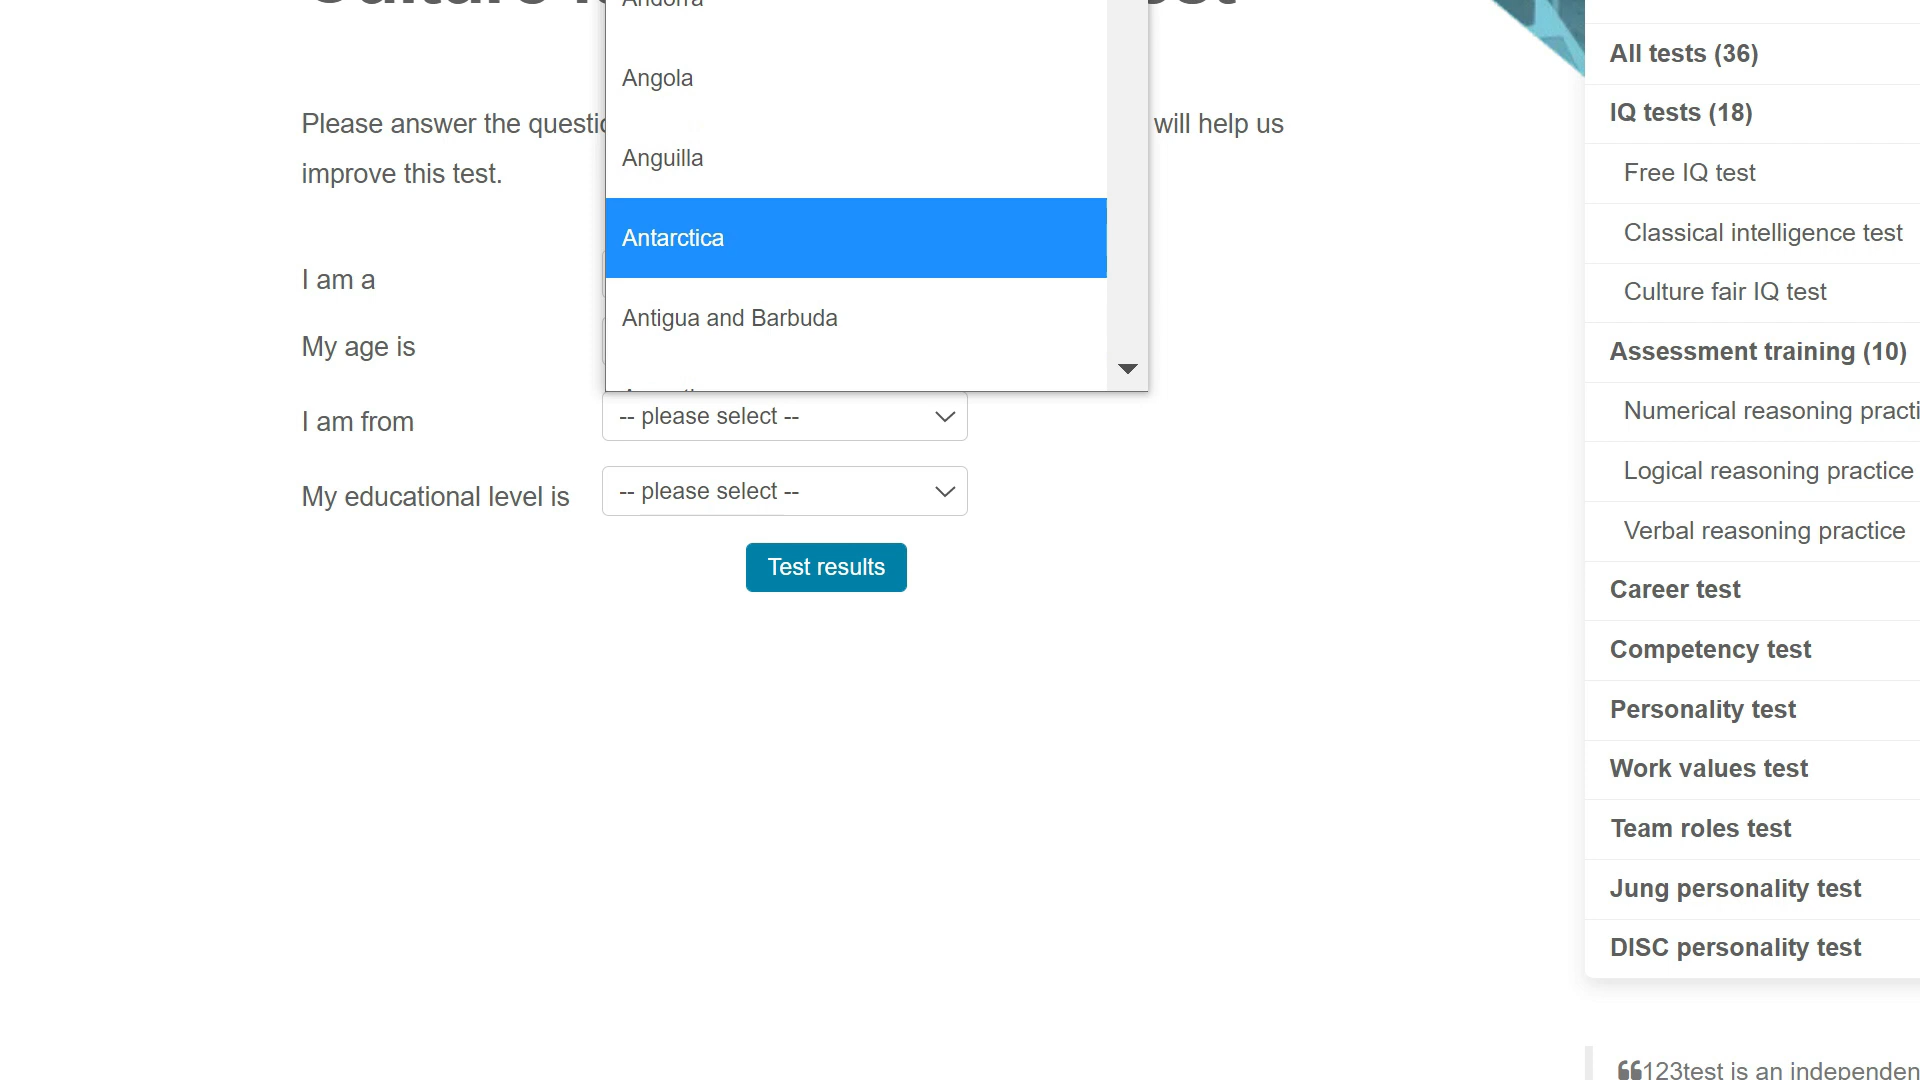 Andorra
Angola
Please answer the questio will help us
Anguilla
improve this test.
Antarctica
I am a
Antigua and Barbuda
My age is
I am from
-- please select --
My educational level is
-- please select --
Test results
All tests (36)
IQ tests (18)
Free IQ test
Classical intelligence test
Culture fair IQ test
Assessment training (10)
Numerical reasoning practi
Logical reasoning practice
Verbal reasoning practice
Career test
Competency test
Personality test
Work values test
Team roles test
Jung personality test
DISC personality test
❝123test is an independen